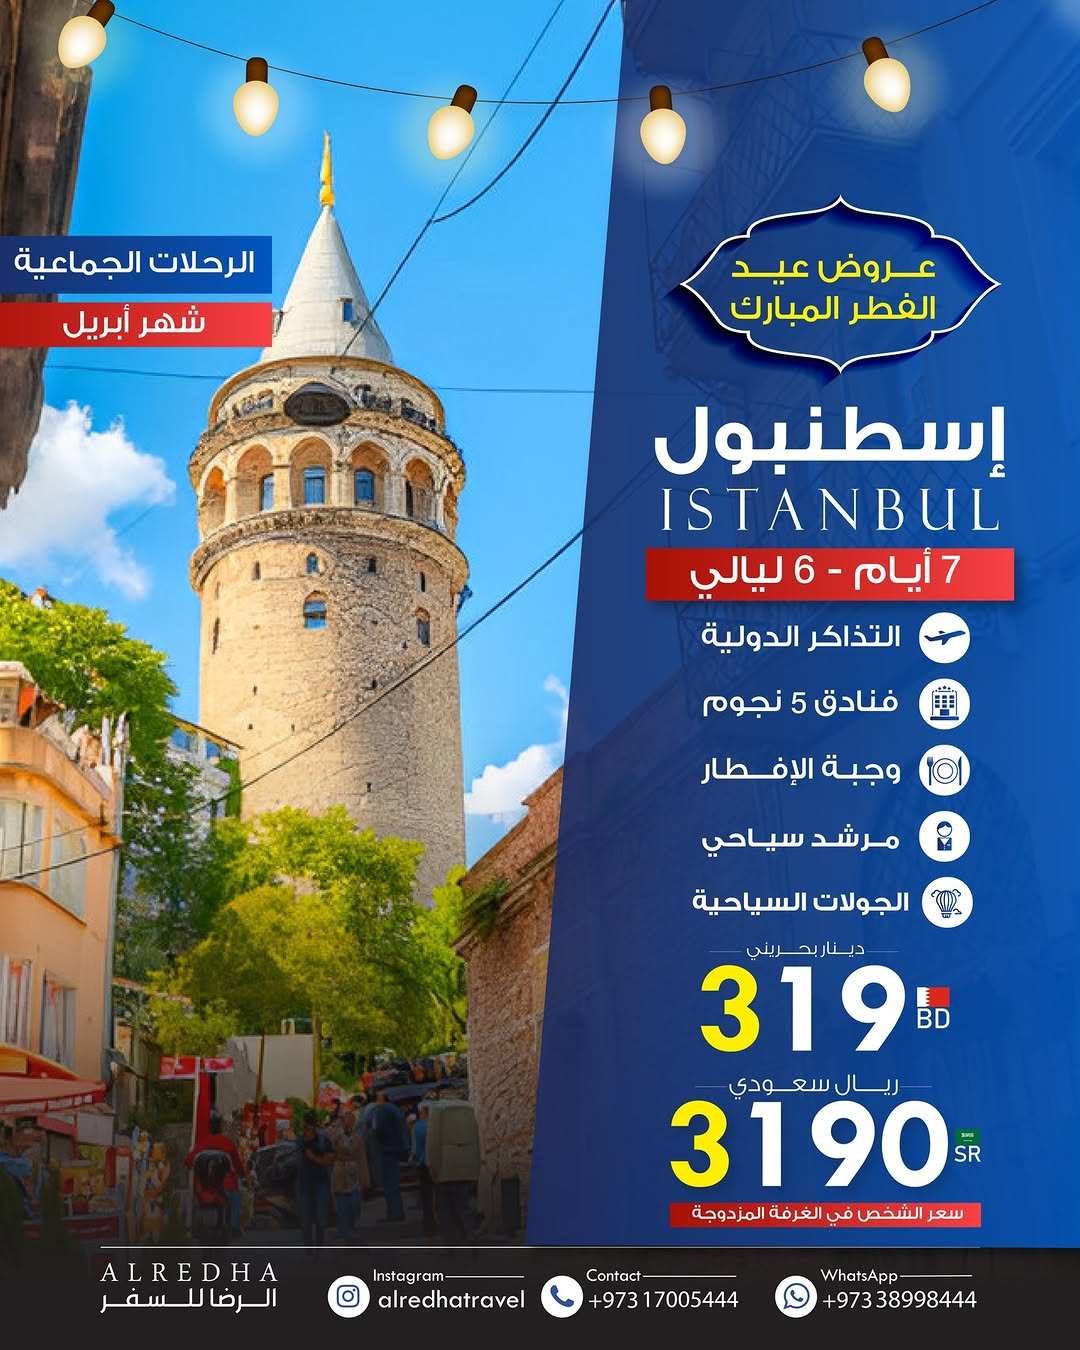 الرحلات الجماعية
شهر أبريل
عروض عيد
الفطر المبارك
إسطنبول
ISTANBUL
7 أيام - 6 ليالي
التذاكر الدولية
فنادق 5 نجوم
وجبة الإفطار
مرشد سياحي
الجولات السياحية
دينار بحريني
319 BD
ريال سعودي
3190 SR
سعر الشخص في الغرفة المزدوجة
ALREDHA
الرضا للسفر
Instagram
alredhatravel
Contact
+973 17005444
WhatsApp
+973 38998444